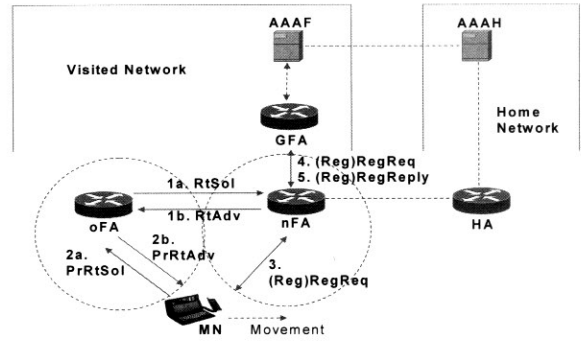 AAAF
AAAH
Visited Network
Home
Network
GFA
4. (Reg)RegReq
5. (Reg)RegReply
1a. RtSol
1b. RtAdv
oFA
nFA
HA
2a.
PrRtSol
2b.
PrRtAdv
3.
(Reg)RegReq
MN
Movement